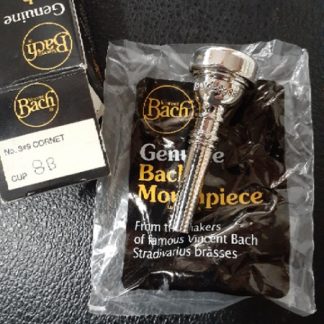 Genuine
Bach
Bach
No. 349 CORNET
CUP 8B
Bach
Genuine
Bach
Mouthpiece
From the makers
of famous Vincent Bach
Stradivarius brasses